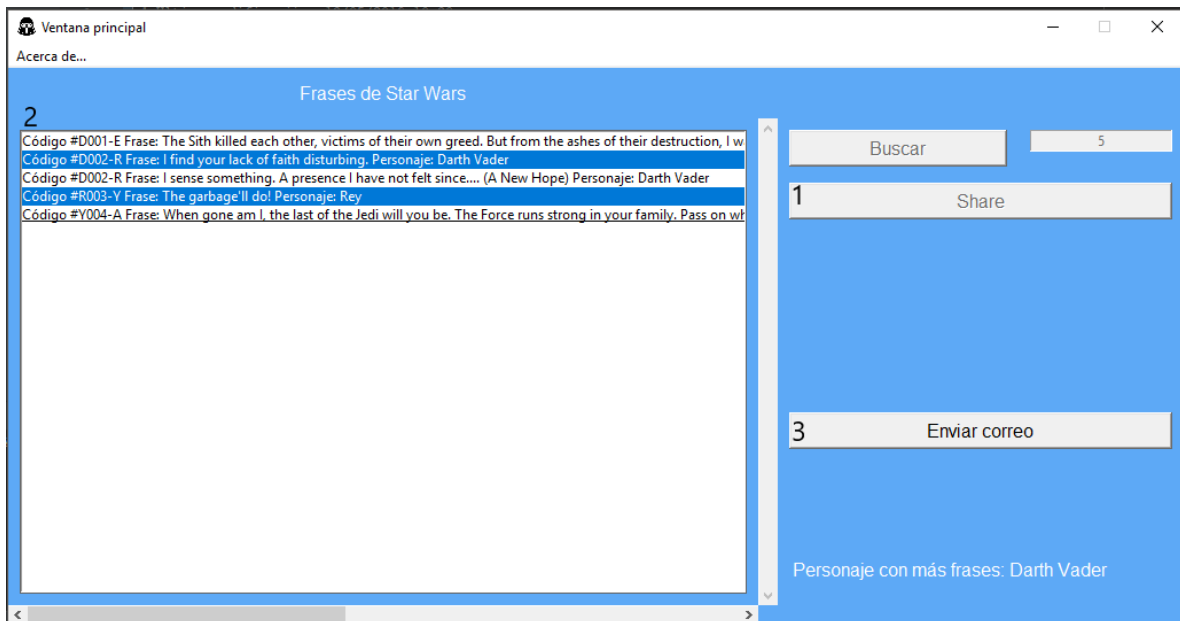 Ventana principal
Acerca de...
Frases de Star Wars
2
Código #D001-E Frase: The Sith killed each other, victims of their own greed. But from the ashes of their destruction, I w
Código #D002-R Frase: I find your lack of faith disturbing. Personaje: Darth Vader
Código #D002-R Frase: I sense something. A presence I have not felt since.... (A New Hope) Personaje: Darth Vader
Código #R003-Y Frase: The garbage'll do! Personaje: Rey
Código #Y004-A Frase: When gone am I, the last of the Jedi will you be. The Force runs strong in your family. Pass on wh
Buscar
5
1
Share
3
Enviar correo
Personaje con más frases: Darth Vader